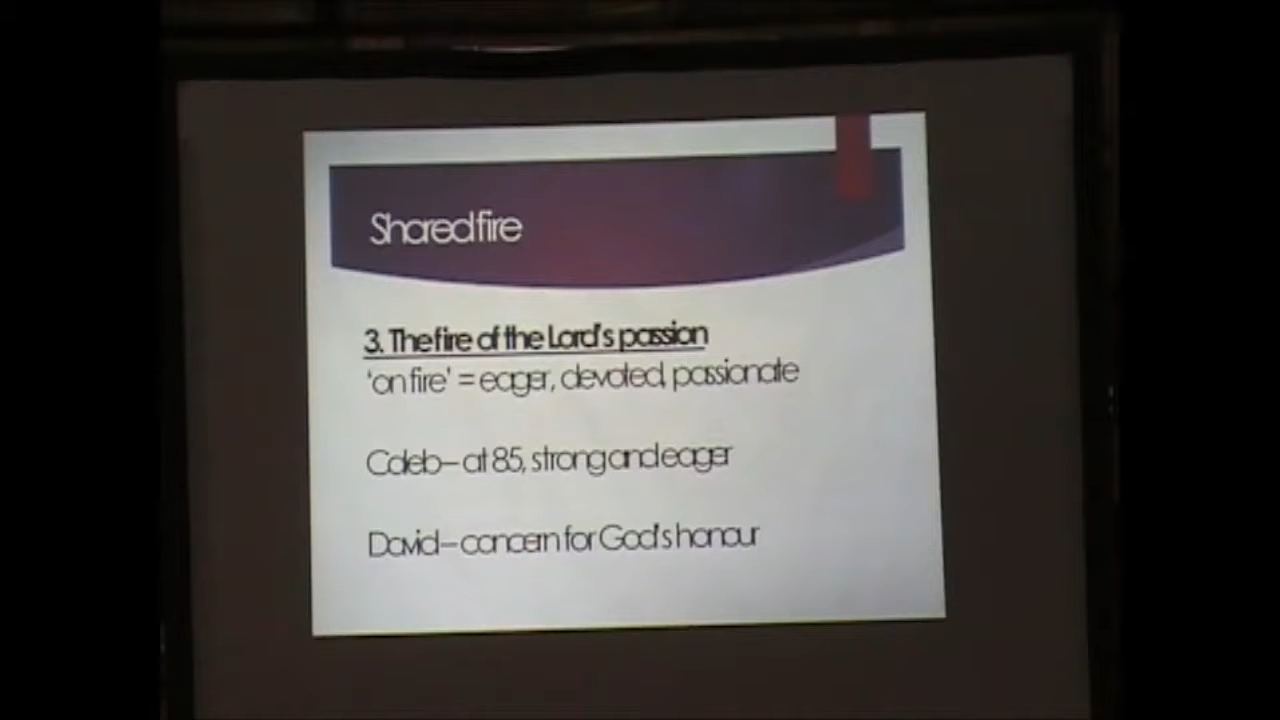 Shared fire
3. The fire of the Lord's passion
‘on fire’ = eager, devoted, passionate
Caleb – at 85, strong and eager
David – concern for God's honour